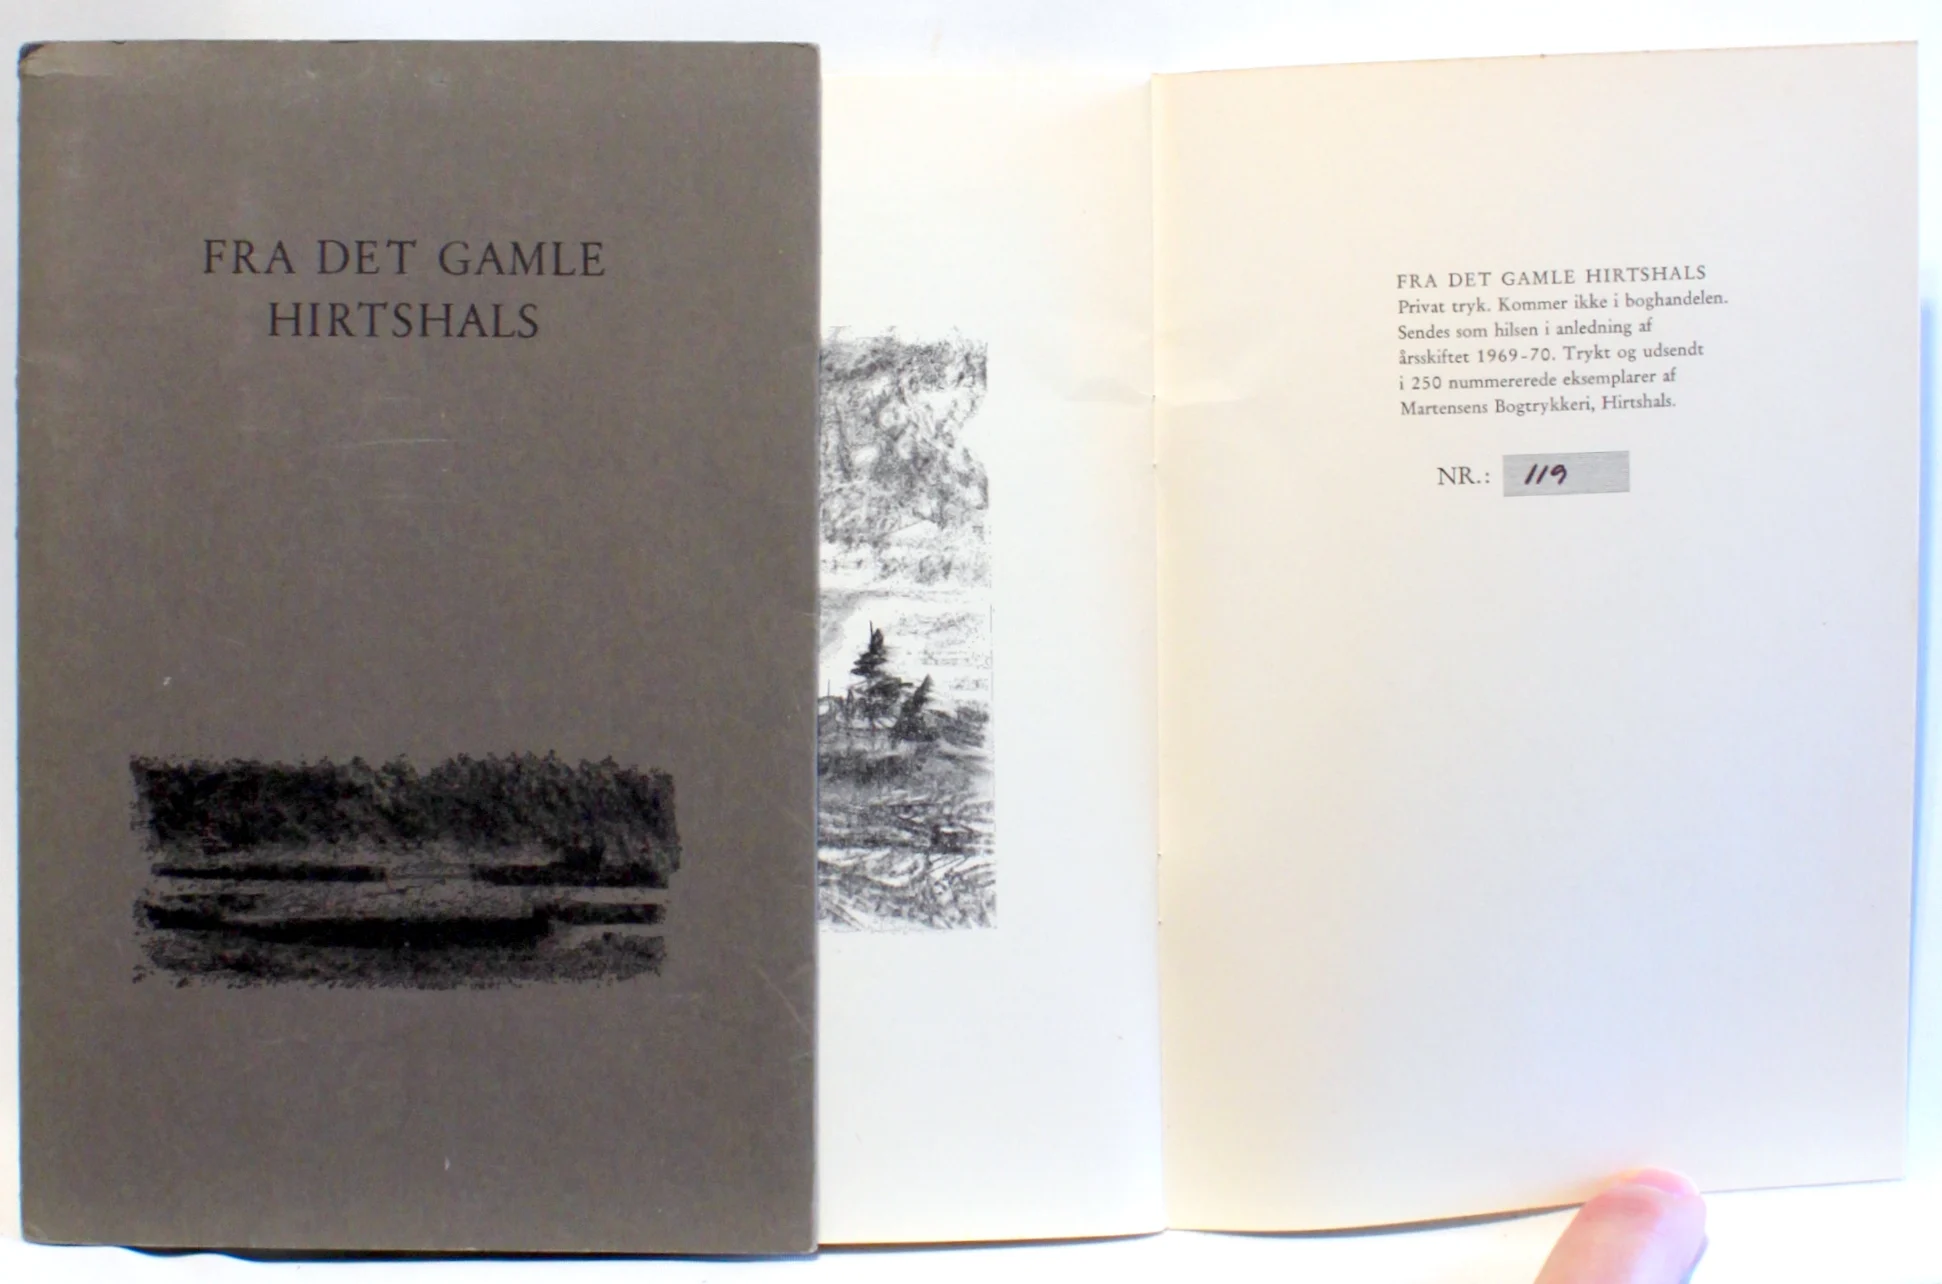 FRA DET GAMLE
HIRTSHALS
FRA DET GAMLE HIRTSHALS
Privat tryk. Kommer ikke i boghandelen.
Sendes som hilsen i anledning af
årsskiftet 1969-70. Trykt og udsendt
i 250 nummererede eksemplarer af
Martensens Bogtrykkeri, Hirtshals.
NR.: 119